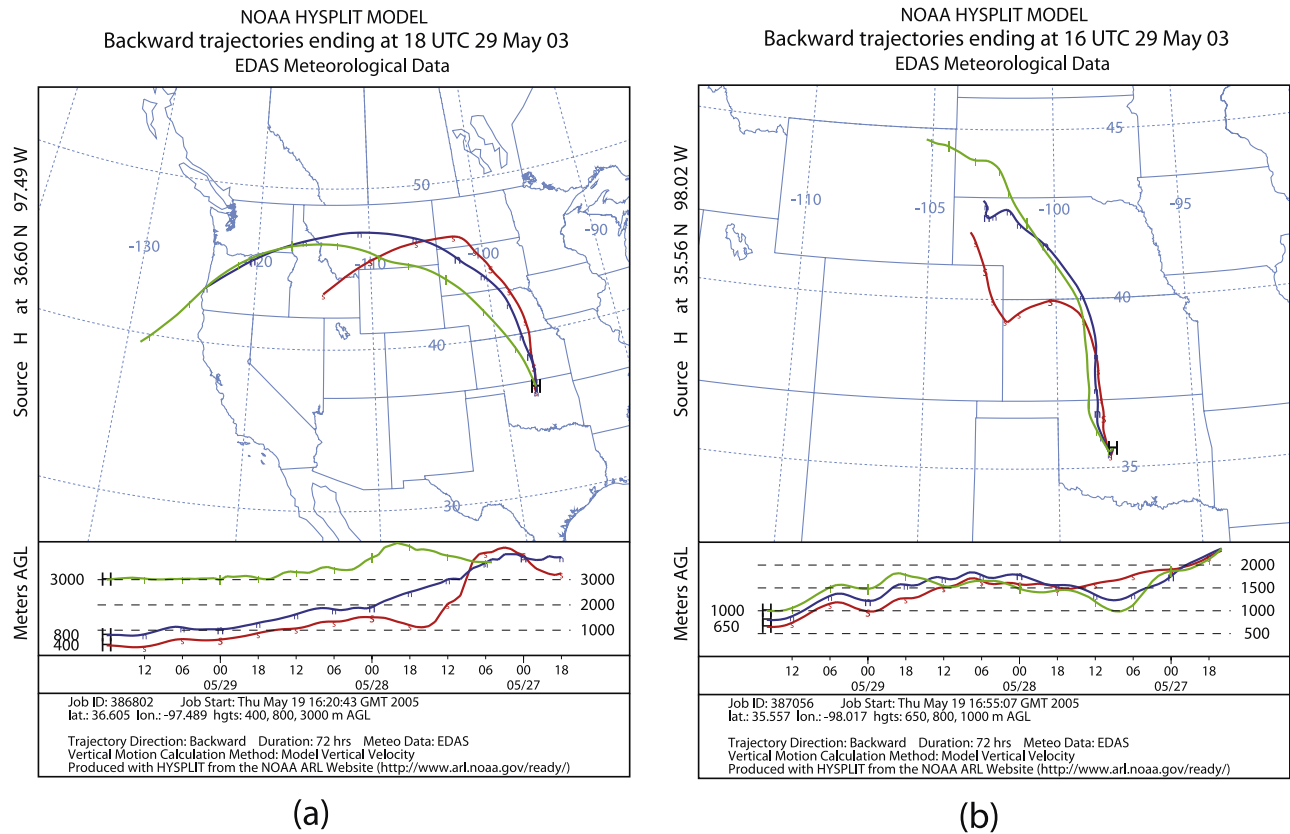 NOAA HYSPLIT MODEL
Backward trajectories ending at 18 UTC 29 May 03
EDAS Meteorological Data
Source H at 36.60 N 97.49 W
-130
-120
-110
-100
-90
50
40
30
H
Meters AGL
3000
800
400
3000
2000
1000
12 06 00 18 12 06 00 18 12 06 00 18
05/29 05/28 05/27
Job ID: 386802 Job Start: Thu May 19 16:20:43 GMT 2005
lat.: 36.605 lon.: -97.489 hgts: 400, 800, 3000 m AGL
Trajectory Direction: Backward Duration: 72 hrs Meteo Data: EDAS
Vertical Motion Calculation Method: Model Vertical Velocity
Produced with HYSPLIT from the NOAA ARL Website (http://www.arl.noaa.gov/ready/)
(a)
NOAA HYSPLIT MODEL
Backward trajectories ending at 16 UTC 29 May 03
EDAS Meteorological Data
Source H at 35.56 N 98.02 W
-110
-105
-100
-95
45
40
35
H
Meters AGL
1000
650
2000
1500
1000
500
12 06 00 18 12 06 00 18 12 06 00 18
05/29 05/28 05/27
Job ID: 387056 Job Start: Thu May 19 16:55:07 GMT 2005
lat.: 35.557 lon.: -98.017 hgts: 650, 800, 1000 m AGL
Trajectory Direction: Backward Duration: 72 hrs Meteo Data: EDAS
Vertical Motion Calculation Method: Model Vertical Velocity
Produced with HYSPLIT from the NOAA ARL Website (http://www.arl.noaa.gov/ready/)
(b)